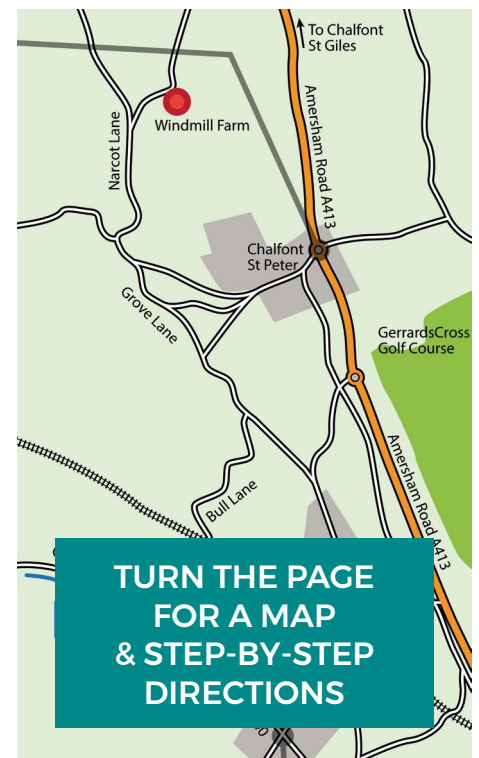 To Chalfont
St Giles
Amersham Road A413
Windmill Farm
Narcot Lane
Chalfont
St Peter
Grove Lane
GerrardsCross
Golf Course
Amersham Road A413
Bull Lane
TURN THE PAGE
FOR A MAP
& STEP-BY-STEP
DIRECTIONS